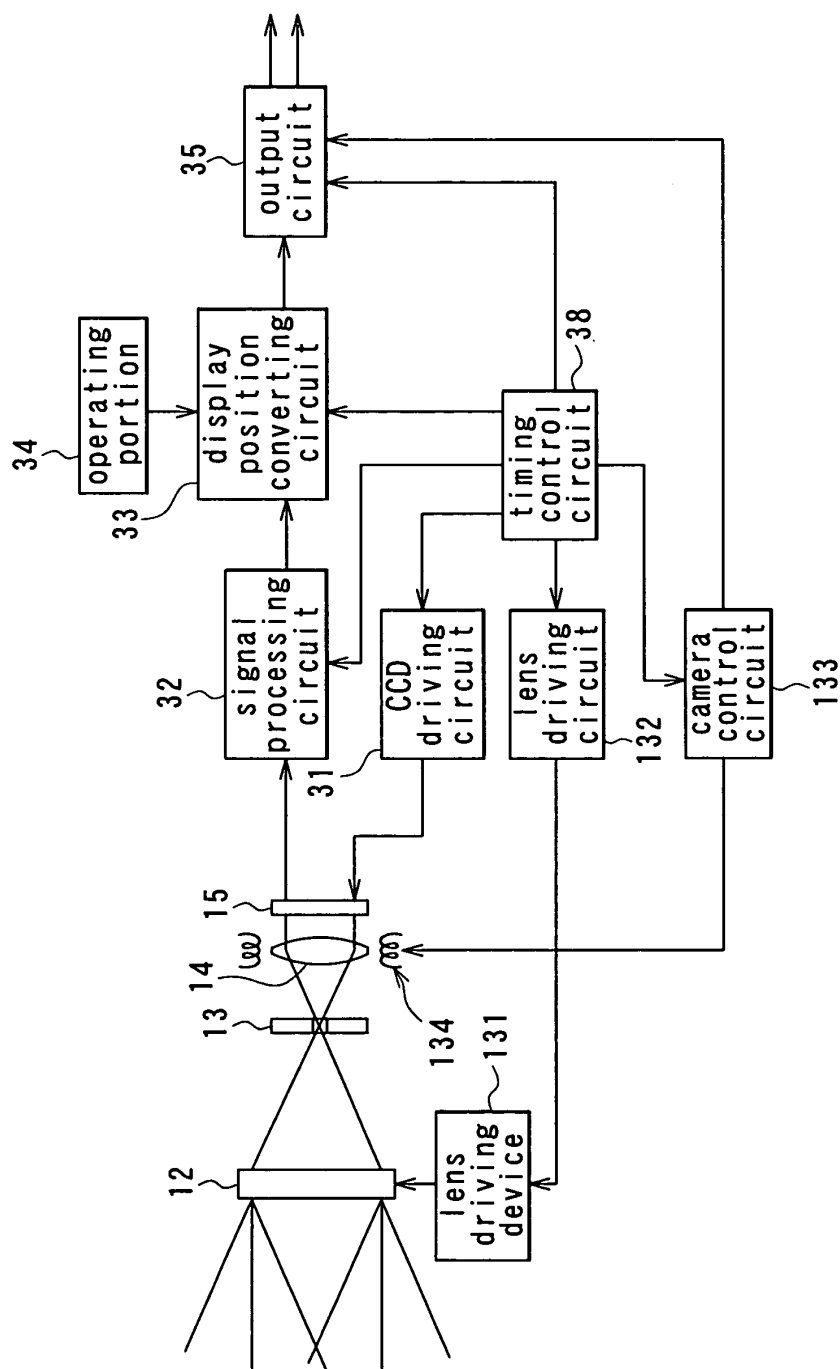 34
operating
portion
35
output
circuit
33
display
position
converting
circuit
32
signal
processing
circuit
38
timing
control
circuit
31
CCD
driving
circuit
132
lens
driving
circuit
133
camera
control
circuit
15
14
13
134
12
131
lens
driving
device